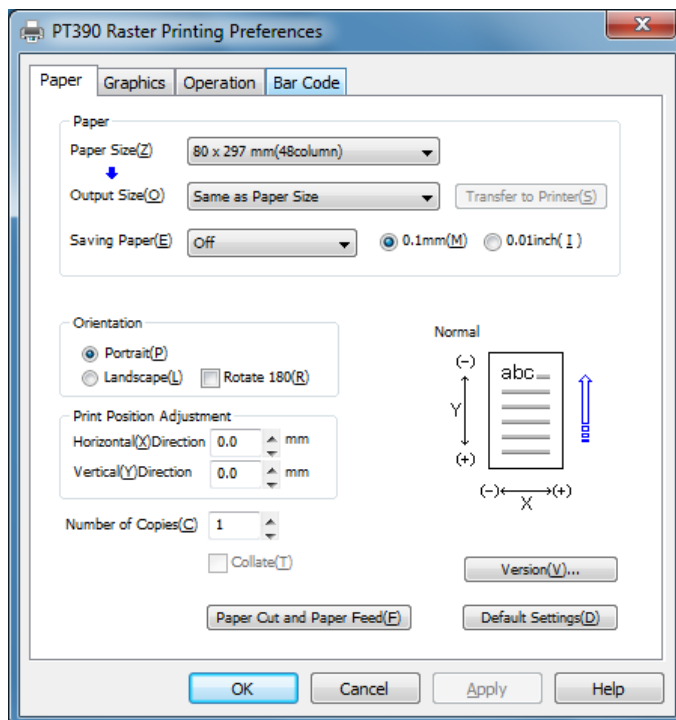 PT390 Raster Printing Preferences
x
Paper Graphics Operation Bar Code
Paper
Paper Size(Z) 80 x 297 mm(48column)
Output Size(O) Same as Paper Size Transfer to Printer(S)
Saving Paper(E) Off 0.1mm(M) 0.01inch( I )
Orientation
Portrait(P)
Landscape(L) Rotate 180(R)
Normal
(-)
abc
Y
(+)
(-) (+)
X
Print Position Adjustment
Horizontal(X)Direction 0.0 mm
Vertical(Y)Direction 0.0 mm
Number of Copies(C) 1
Collate(T)
Version(V)...
Paper Cut and Paper Feed(F) Default Settings(D)
OK Cancel Apply Help